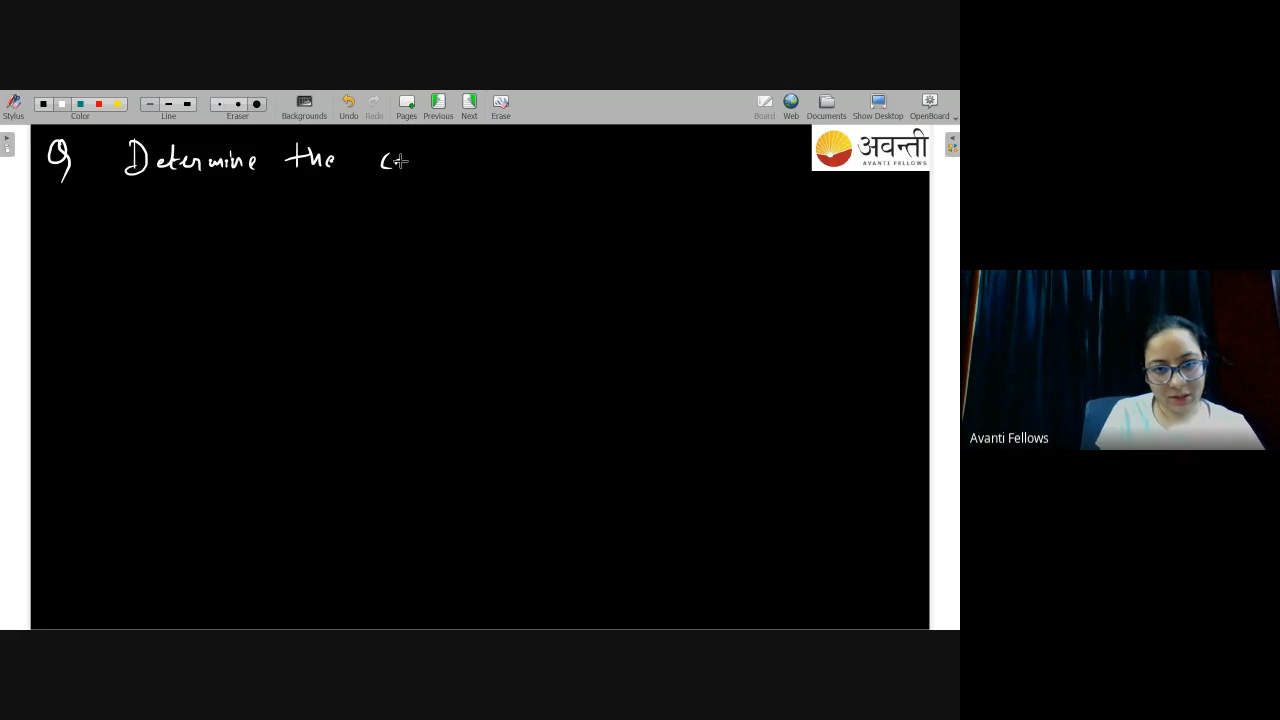 Stylus
Color
Line
Eraser
Backgrounds
Undo
Redo
Pages
Previous
Next
Erase
Board
Web
Documents
Show Desktop
OpenBoard
Q Determine the
अवन्ती
AVANTI FELLOWS
Avanti Fellows